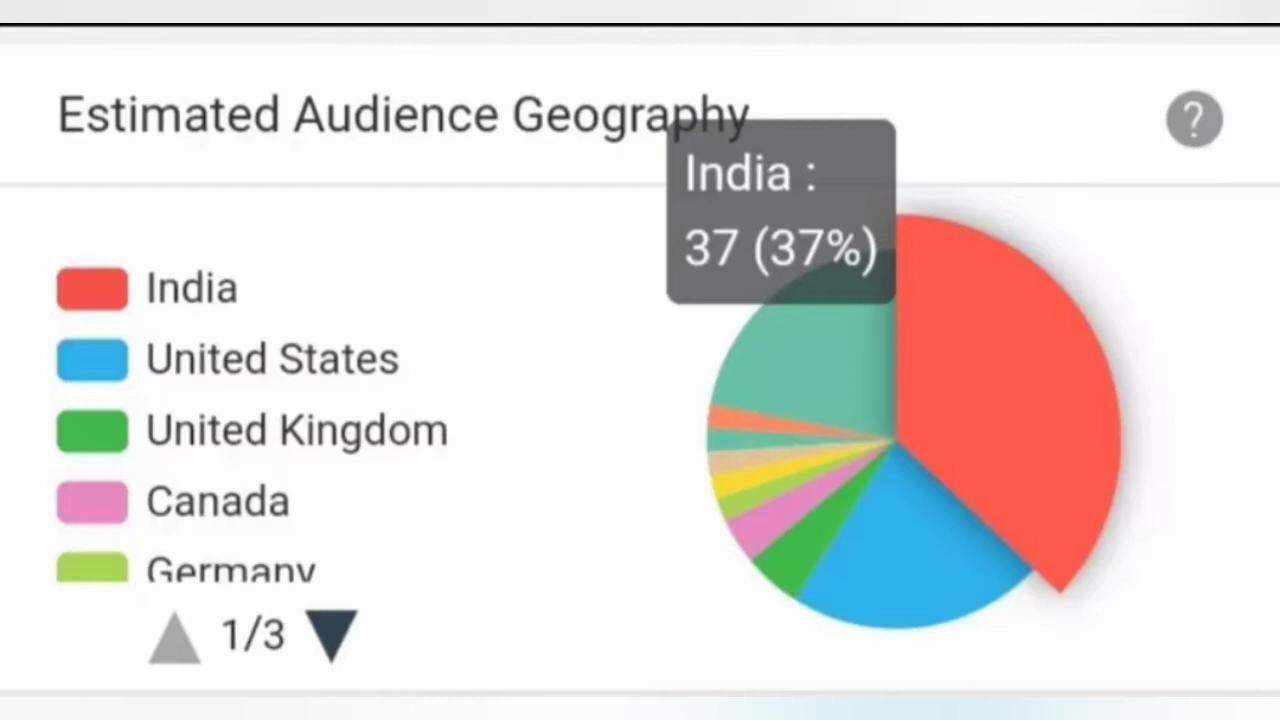 Estimated Audience Geography
?
India :
37 (37%)
India
United States
United Kingdom
Canada
Germany
1/3